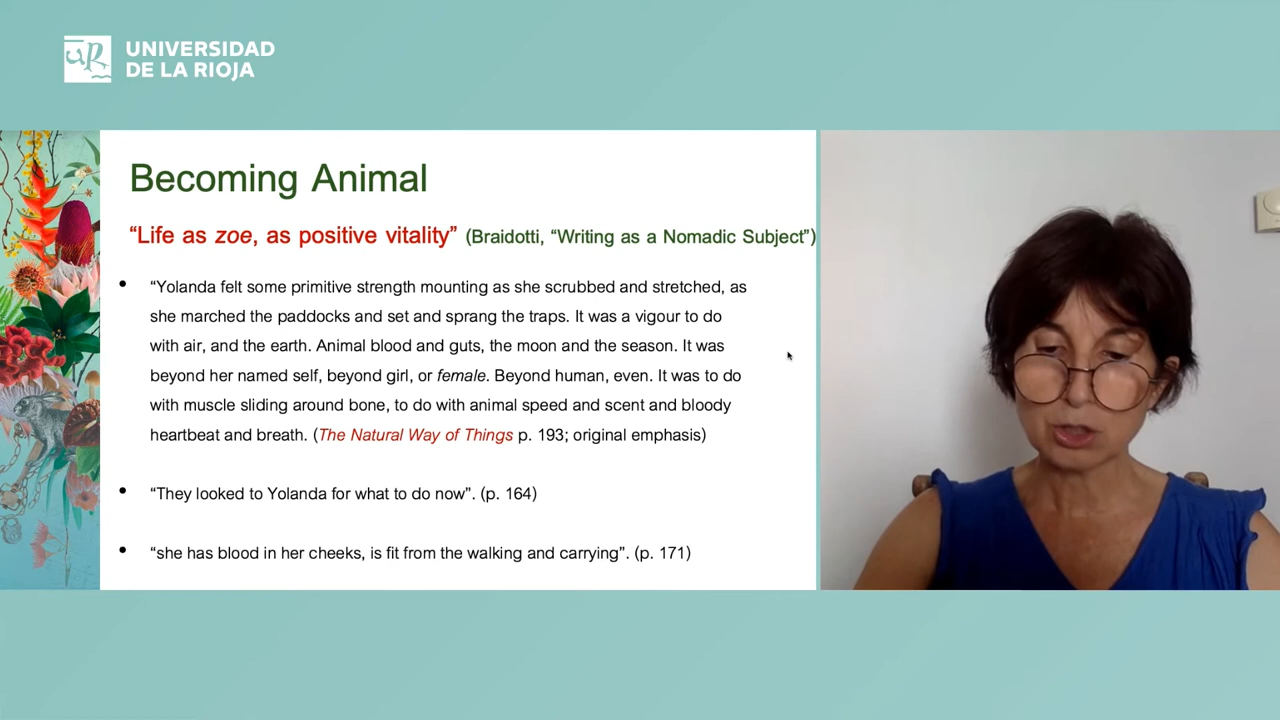 UNIVERSIDAD
DE LA RIOJA
Becoming Animal
“Life as zoe, as positive vitality” (Braidotti, “Writing as a Nomadic Subject”)
• “Yolanda felt some primitive strength mounting as she scrubbed and stretched, as
she marched the paddocks and set and sprang the traps. It was a vigour to do
with air, and the earth. Animal blood and guts, the moon and the season. It was
beyond her named self, beyond girl, or female. Beyond human, even. It was to do
with muscle sliding around bone, to do with animal speed and scent and bloody
heartbeat and breath. (The Natural Way of Things p. 193; original emphasis)
• “They looked to Yolanda for what to do now”. (p. 164)
• “she has blood in her cheeks, is fit from the walking and carrying”. (p. 171)